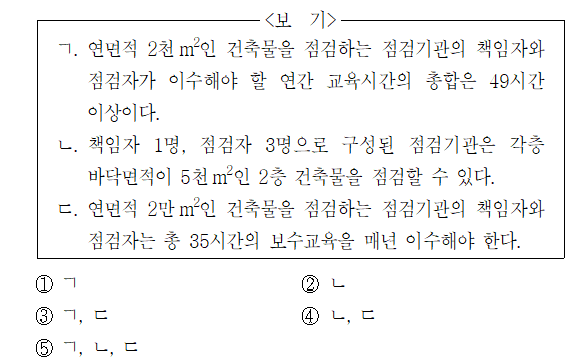 <보 기>
ㄱ. 연면적 2천㎡인 건축물을 점검하는 점검기관의 책임자와
점검자가 이수해야 할 연간 교육시간의 총합은 49시간
이상이다.
ㄴ. 책임자 1명, 점검자 3명으로 구성된 점검기관은 각층
바닥면적이 5천㎡인 2층 건축물을 점검할 수 있다.
ㄷ. 연면적 2만㎡인 건축물을 점검하는 점검기관의 책임자와
점검자는 총 35시간의 보수교육을 매년 이수해야 한다.
① ㄱ ② ㄴ
③ ㄱ, ㄷ ④ ㄴ, ㄷ
⑤ ㄱ, ㄴ, ㄷ